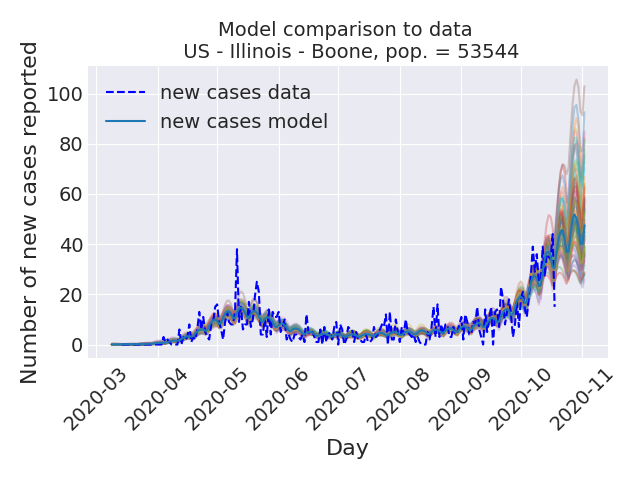 Model comparison to data
US - Illinois - Boone, pop. = 53544
Number of new cases reported
new cases data
new cases model
100
80
60
40
20
0
2020-03
2020-04
2020-05
2020-06
2020-07
2020-08
2020-09
2020-10
2020-11
Day